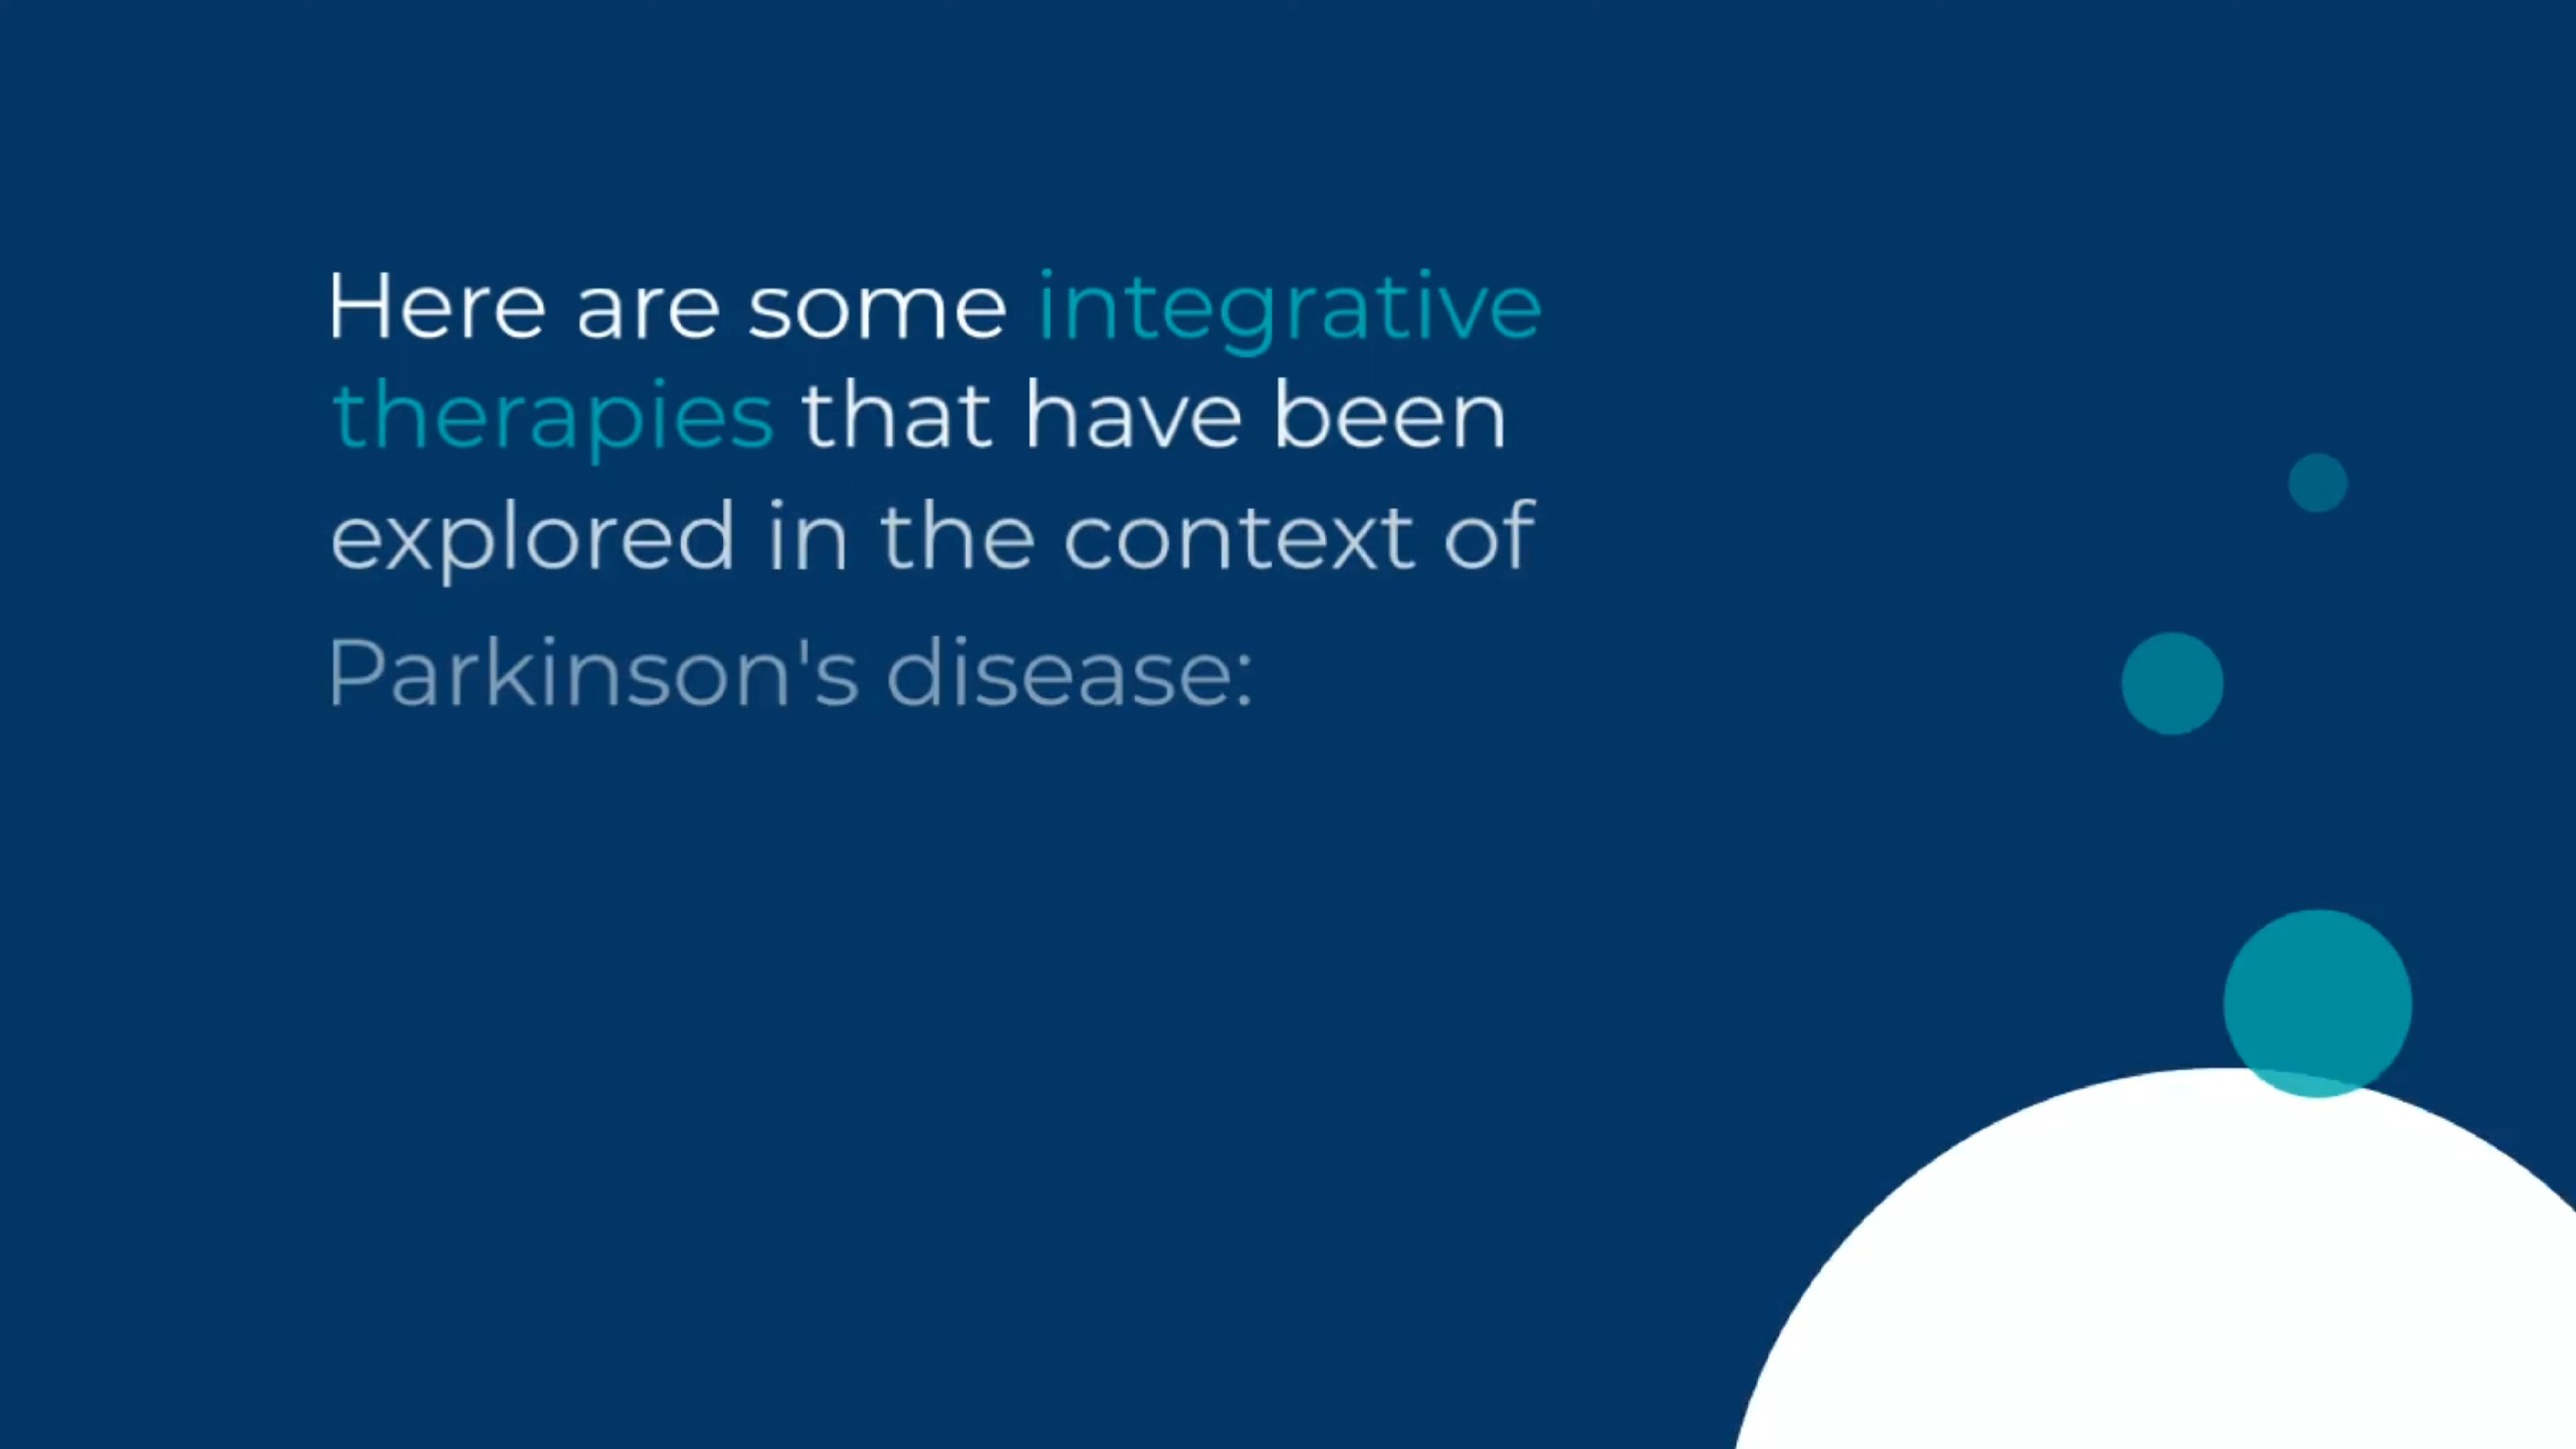 Here are some integrative
therapies that have been
explored in the context of
Parkinson's disease: